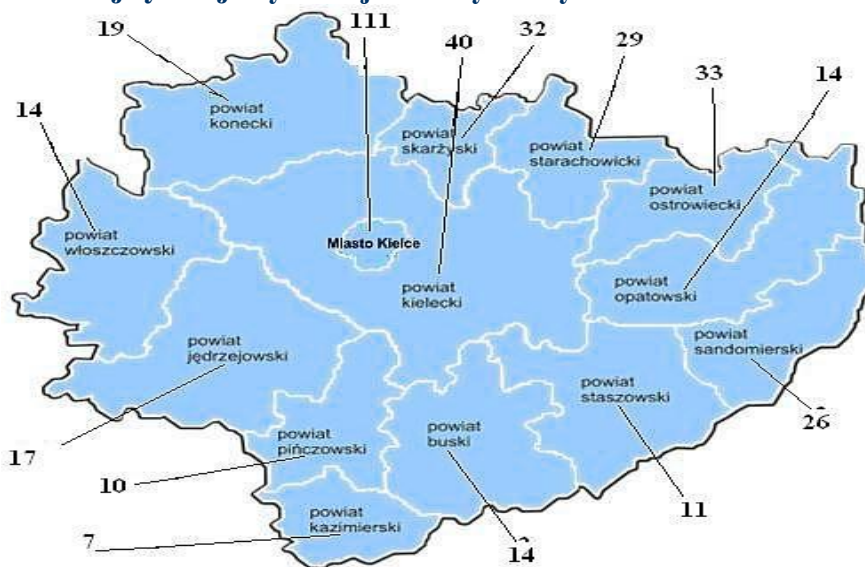 19
111
32
40
29
33
14
14
powiat
konecki
powiat
skarżyski
powiat
starachowicki
powiat
ostrowiecki
powiat
włoszczowski
Miasto Kielce
powiat
kielecki
powiat
opatowski
powiat
jędrzejowski
powiat
sandomierski
powiat
staszowski
powiat
pińczowski
powiat
buski
powiat
kazimierski
17
10
7
14
11
26